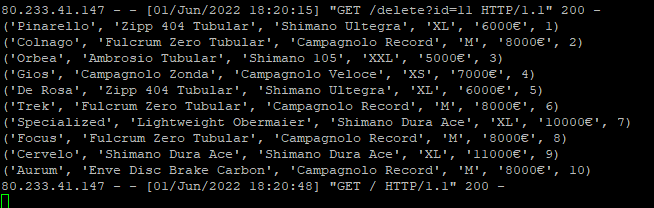 80.233.41.147 - - [01/Jun/2022 18:20:15] "GET /delete?id=11 HTTP/1.1" 200 -
('Pinarello', 'Zipp 404 Tubular', 'Shimano Ultegra', 'XL', '6000€', 1)
('Colnago', 'Fulcrum Zero Tubular', 'Campagnolo Record', 'M', '8000€', 2)
('Orbea', 'Ambrosio Tubular', 'Shimano 105', 'XXL', '5000€', 3)
('Gios', 'Campagnolo Zonda', 'Campagnolo Veloce', 'XS', '7000€', 4)
('De Rosa', 'Zipp 404 Tubular', 'Shimano Ultegra', 'XL', '6000€', 5)
('Trek', 'Fulcrum Zero Tubular', 'Campagnolo Record', 'M', '8000€', 6)
('Specialized', 'Lightweight Obermaier', 'Shimano Dura Ace', 'XL', '10000€', 7)
('Focus', 'Fulcrum Zero Tubular', 'Campagnolo Record', 'M', '8000€', 8)
('Cervelo', 'Shimano Dura Ace', 'Shimano Dura Ace', 'XL', '11000€', 9)
('Aurum', 'Enve Disc Brake Carbon', 'Campagnolo Record', 'M', '8000€', 10)
80.233.41.147 - - [01/Jun/2022 18:20:48] "GET / HTTP/1.1" 200 -